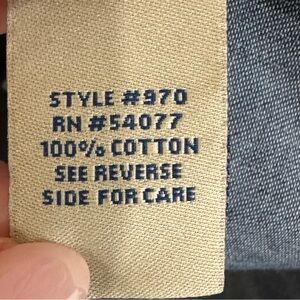 STYLE #970
RN #54077
100% COTTON
SEE REVERSE
SIDE FOR CARE